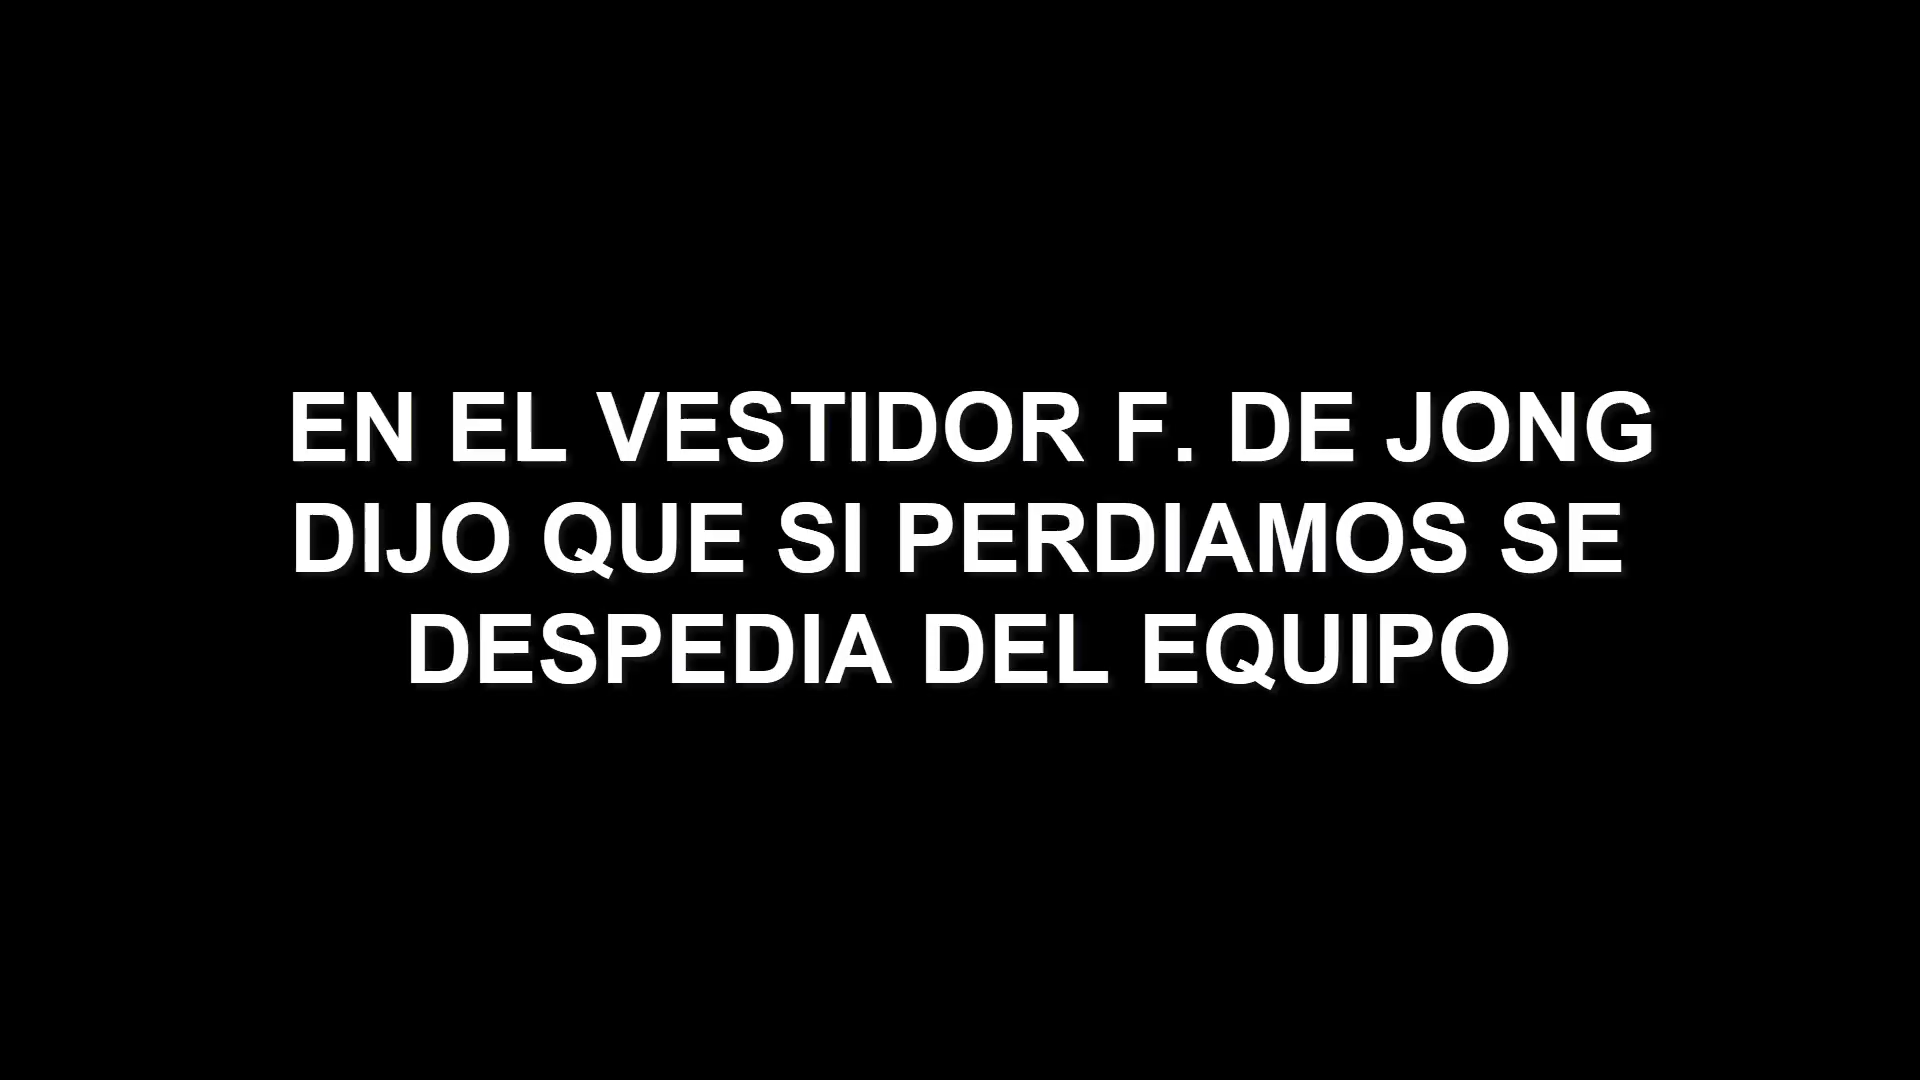 EN EL VESTIDOR F. DE JONG
DIJO QUE SI PERDIAMOS SE
DESPEDIA DEL EQUIPO